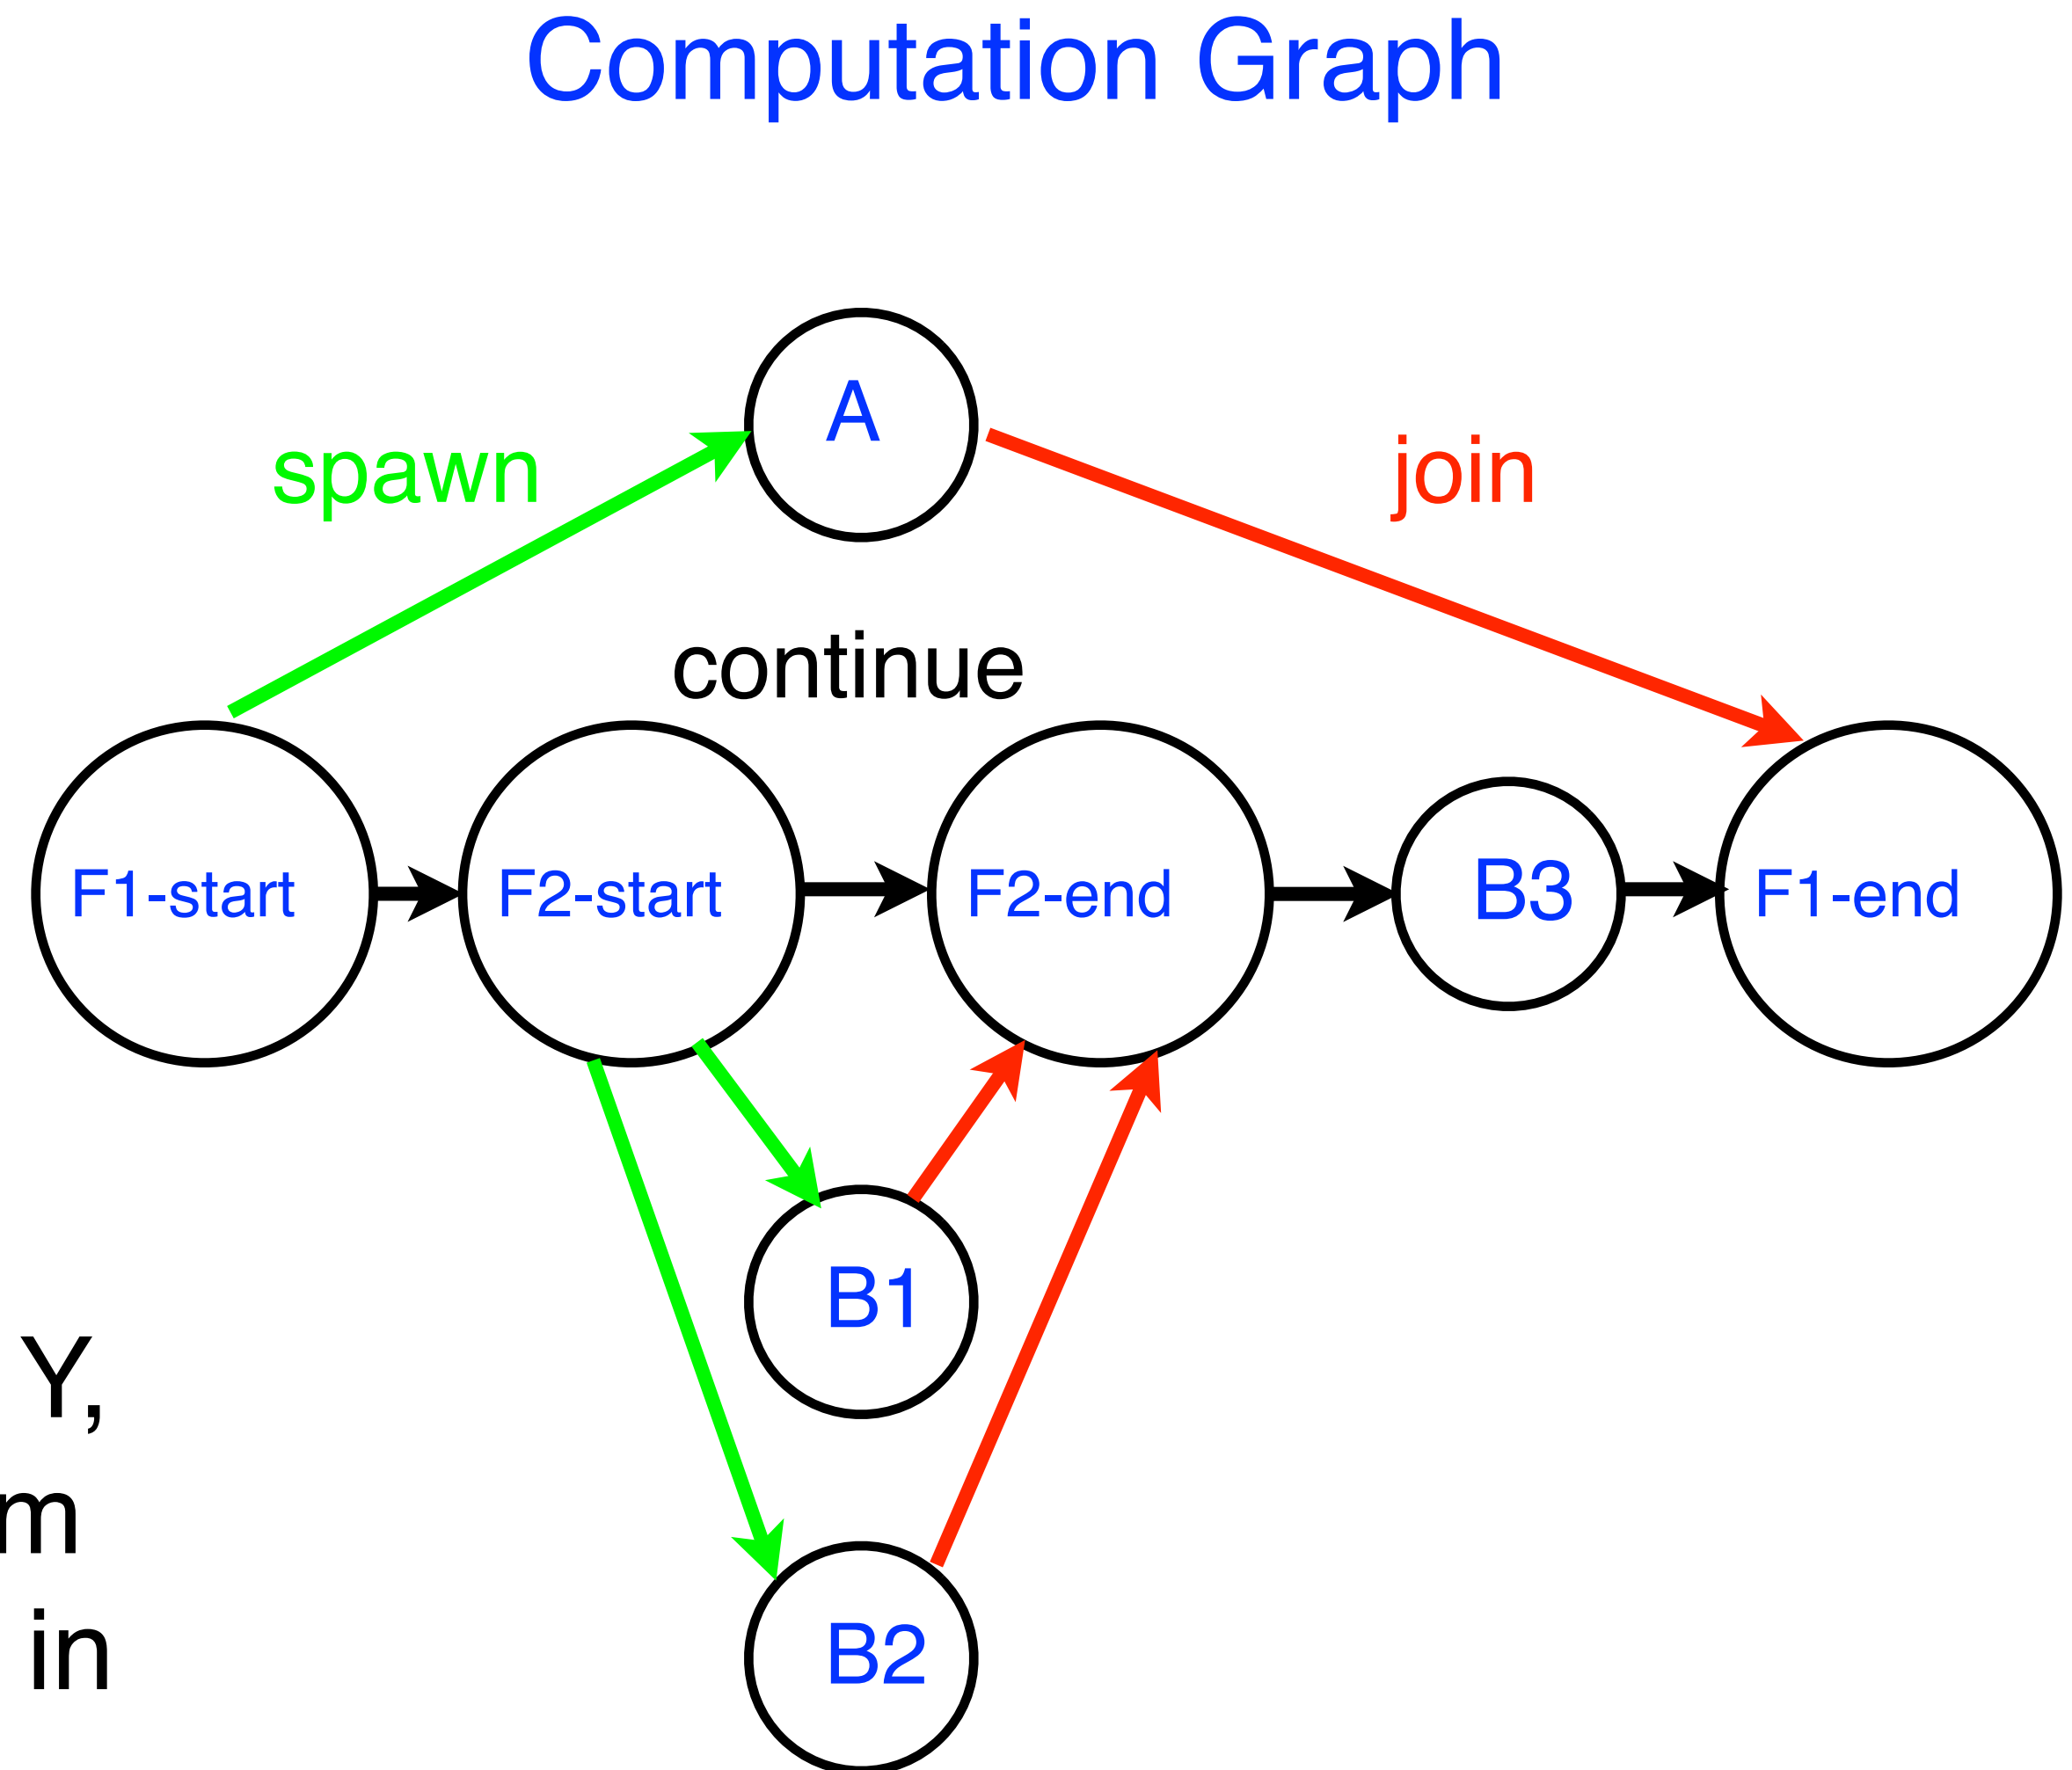 Computation Graph
A
spawn
join
continue
F1-start
F2-start
F2-end
B3
F1-end
B1
Y,
m
in
B2